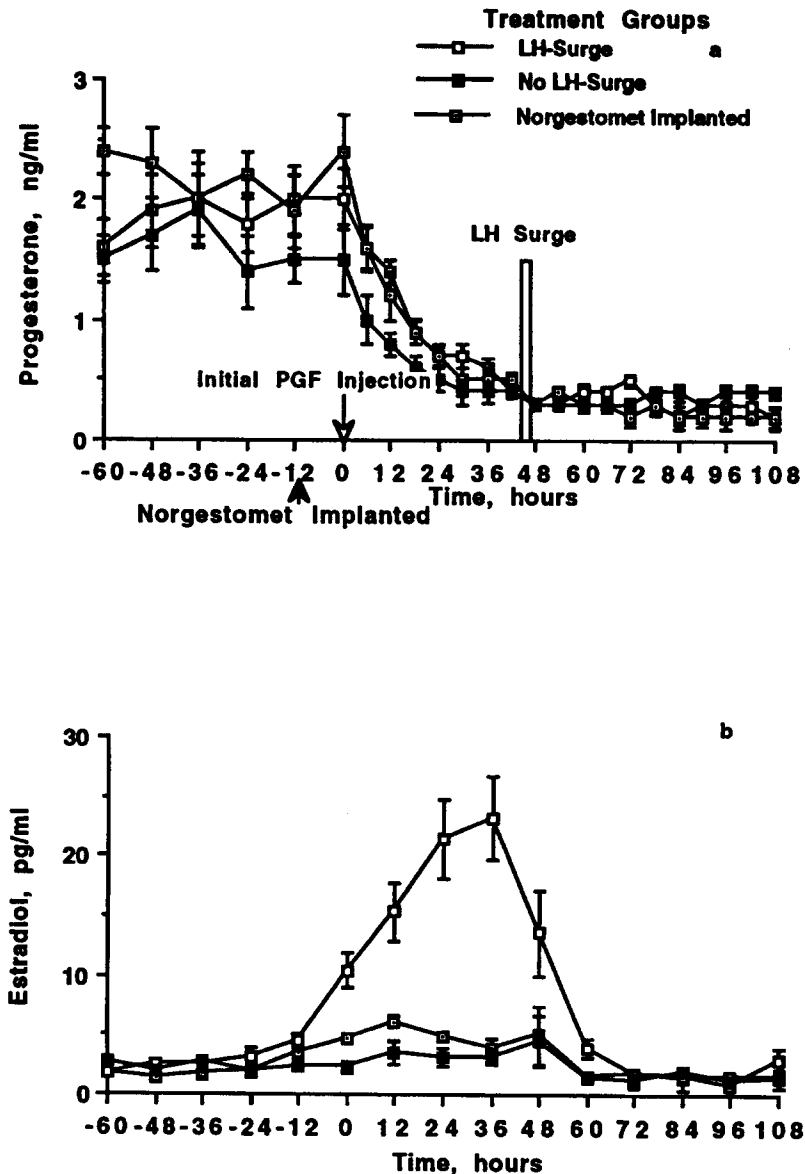 Treatment Groups
LH-Surge a
No LH-Surge
Norgestomet Implanted
3
2
1
0
Progesterone, ng/ml
LH Surge
Initial PGF Injection
-60 -48 -36 -24 -12 0 12 24 36 48 60 72 84 96 108
Time, hours
Norgestomet Implanted
b
30
20
10
0
Estradiol, pg/ml
-60 -48 -36 -24 -12 0 12 24 36 48 60 72 84 96 108
Time, hours